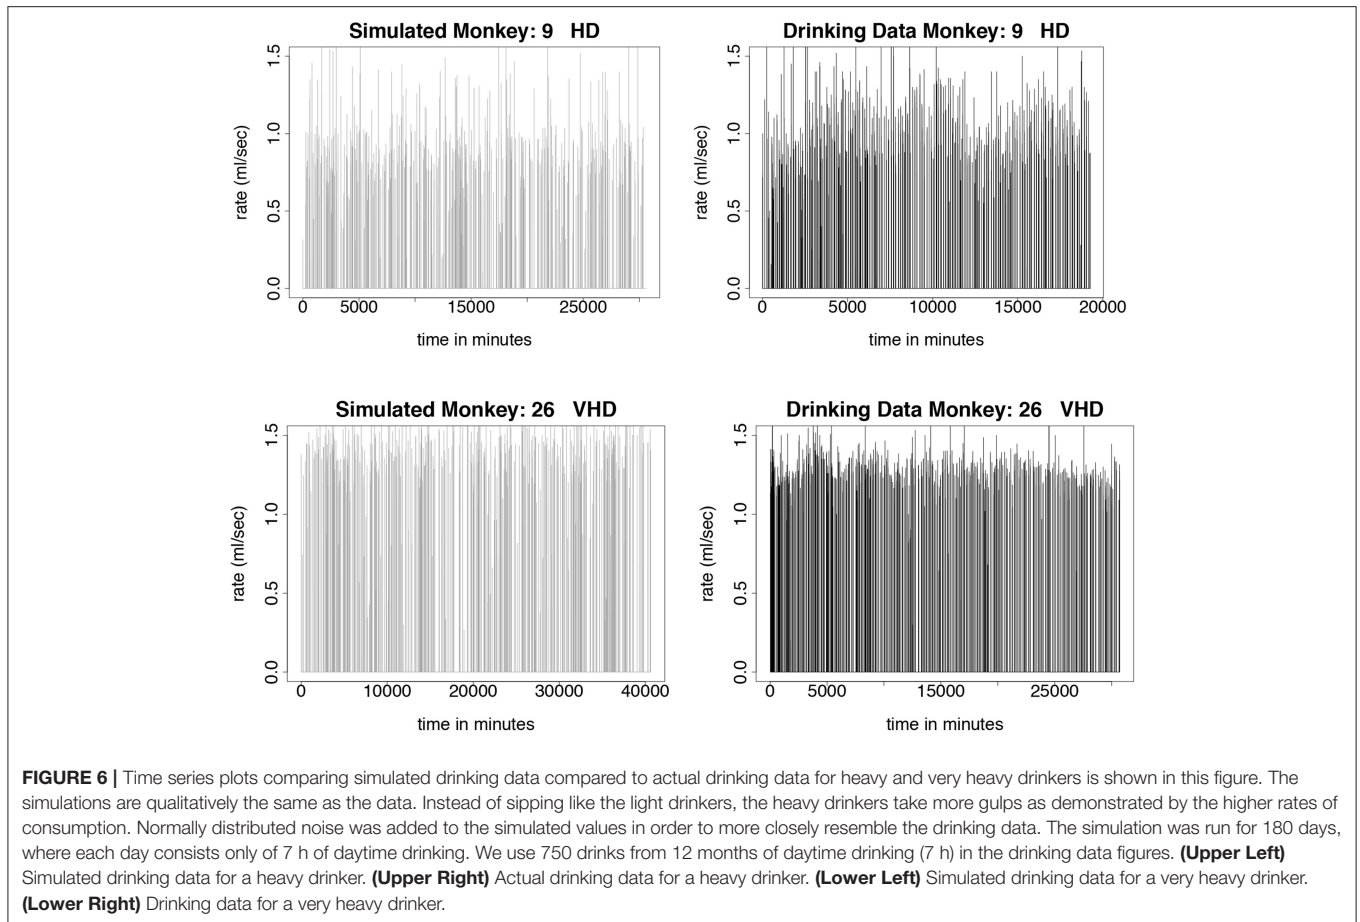 Simulated Monkey: 9 HD
1.5
1.0
0.5
0.0
rate (ml/sec)
0 5000 15000 25000
time in minutes
Drinking Data Monkey: 9 HD
1.5
1.0
0.5
0.0
rate (ml/sec)
0 5000 10000 15000 20000
time in minutes
Simulated Monkey: 26 VHD
1.5
1.0
0.5
0.0
rate (ml/sec)
0 10000 20000 30000 40000
time in minutes
Drinking Data Monkey: 26 VHD
1.5
1.0
0.5
0.0
rate (ml/sec)
0 5000 15000 25000
time in minutes
FIGURE 6 | Time series plots comparing simulated drinking data compared to actual drinking data for heavy and very heavy drinkers is shown in this figure. The
simulations are qualitatively the same as the data. Instead of sipping like the light drinkers, the heavy drinkers take more gulps as demonstrated by the higher rates of
consumption. Normally distributed noise was added to the simulated values in order to more closely resemble the drinking data. The simulation was run for 180 days,
where each day consists only of 7 h of daytime drinking. We use 750 drinks from 12 months of daytime drinking (7 h) in the drinking data figures. (Upper Left)
Simulated drinking data for a heavy drinker. (Upper Right) Actual drinking data for a heavy drinker. (Lower Left) Simulated drinking data for a very heavy drinker.
(Lower Right) Drinking data for a very heavy drinker.